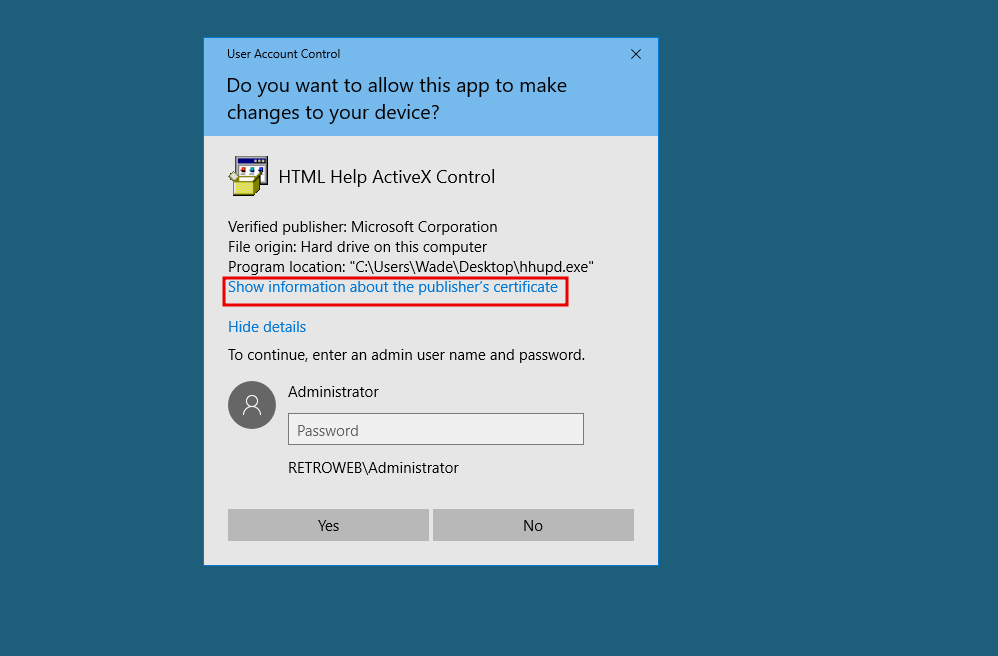 User Account Control
Do you want to allow this app to make
changes to your device?
HTML Help ActiveX Control
Verified publisher: Microsoft Corporation
File origin: Hard drive on this computer
Program location: "C:\Users\Wade\Desktop\hhupd.exe"
Show information about the publisher's certificate
Hide details
To continue, enter an admin user name and password.
Administrator
Password
RETROWEB\Administrator
Yes
No